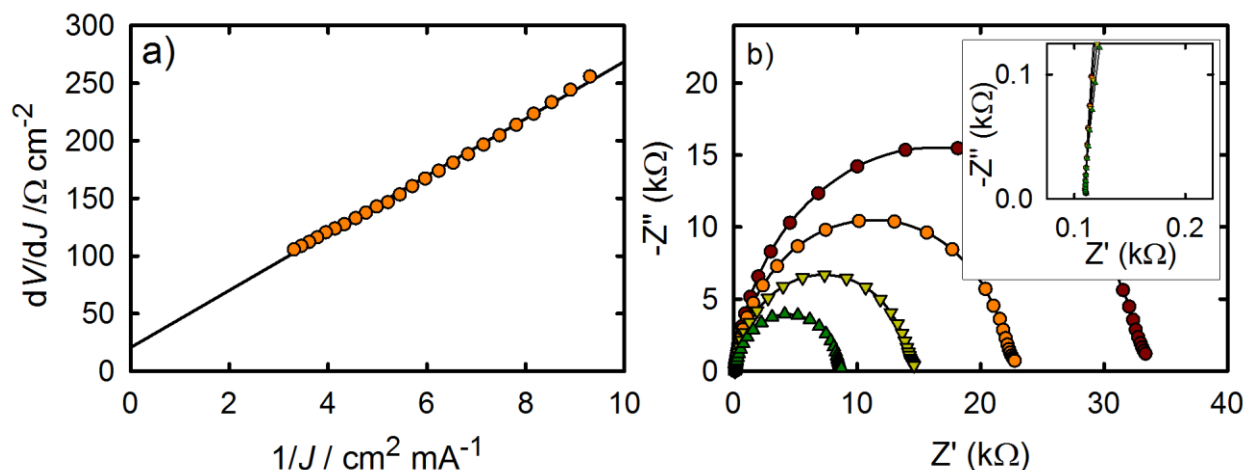 a)
300
250
200
150
100
50
0
dV/dJ /Ω cm⁻²
0 2 4 6 8 10
1/J / cm² mA⁻¹
b)
20
15
10
5
0
-Z'' (kΩ)
0 10 20 30 40
Z' (kΩ)
0.1
0.0
-Z'' (kΩ)
0.1 0.2
Z' (kΩ)